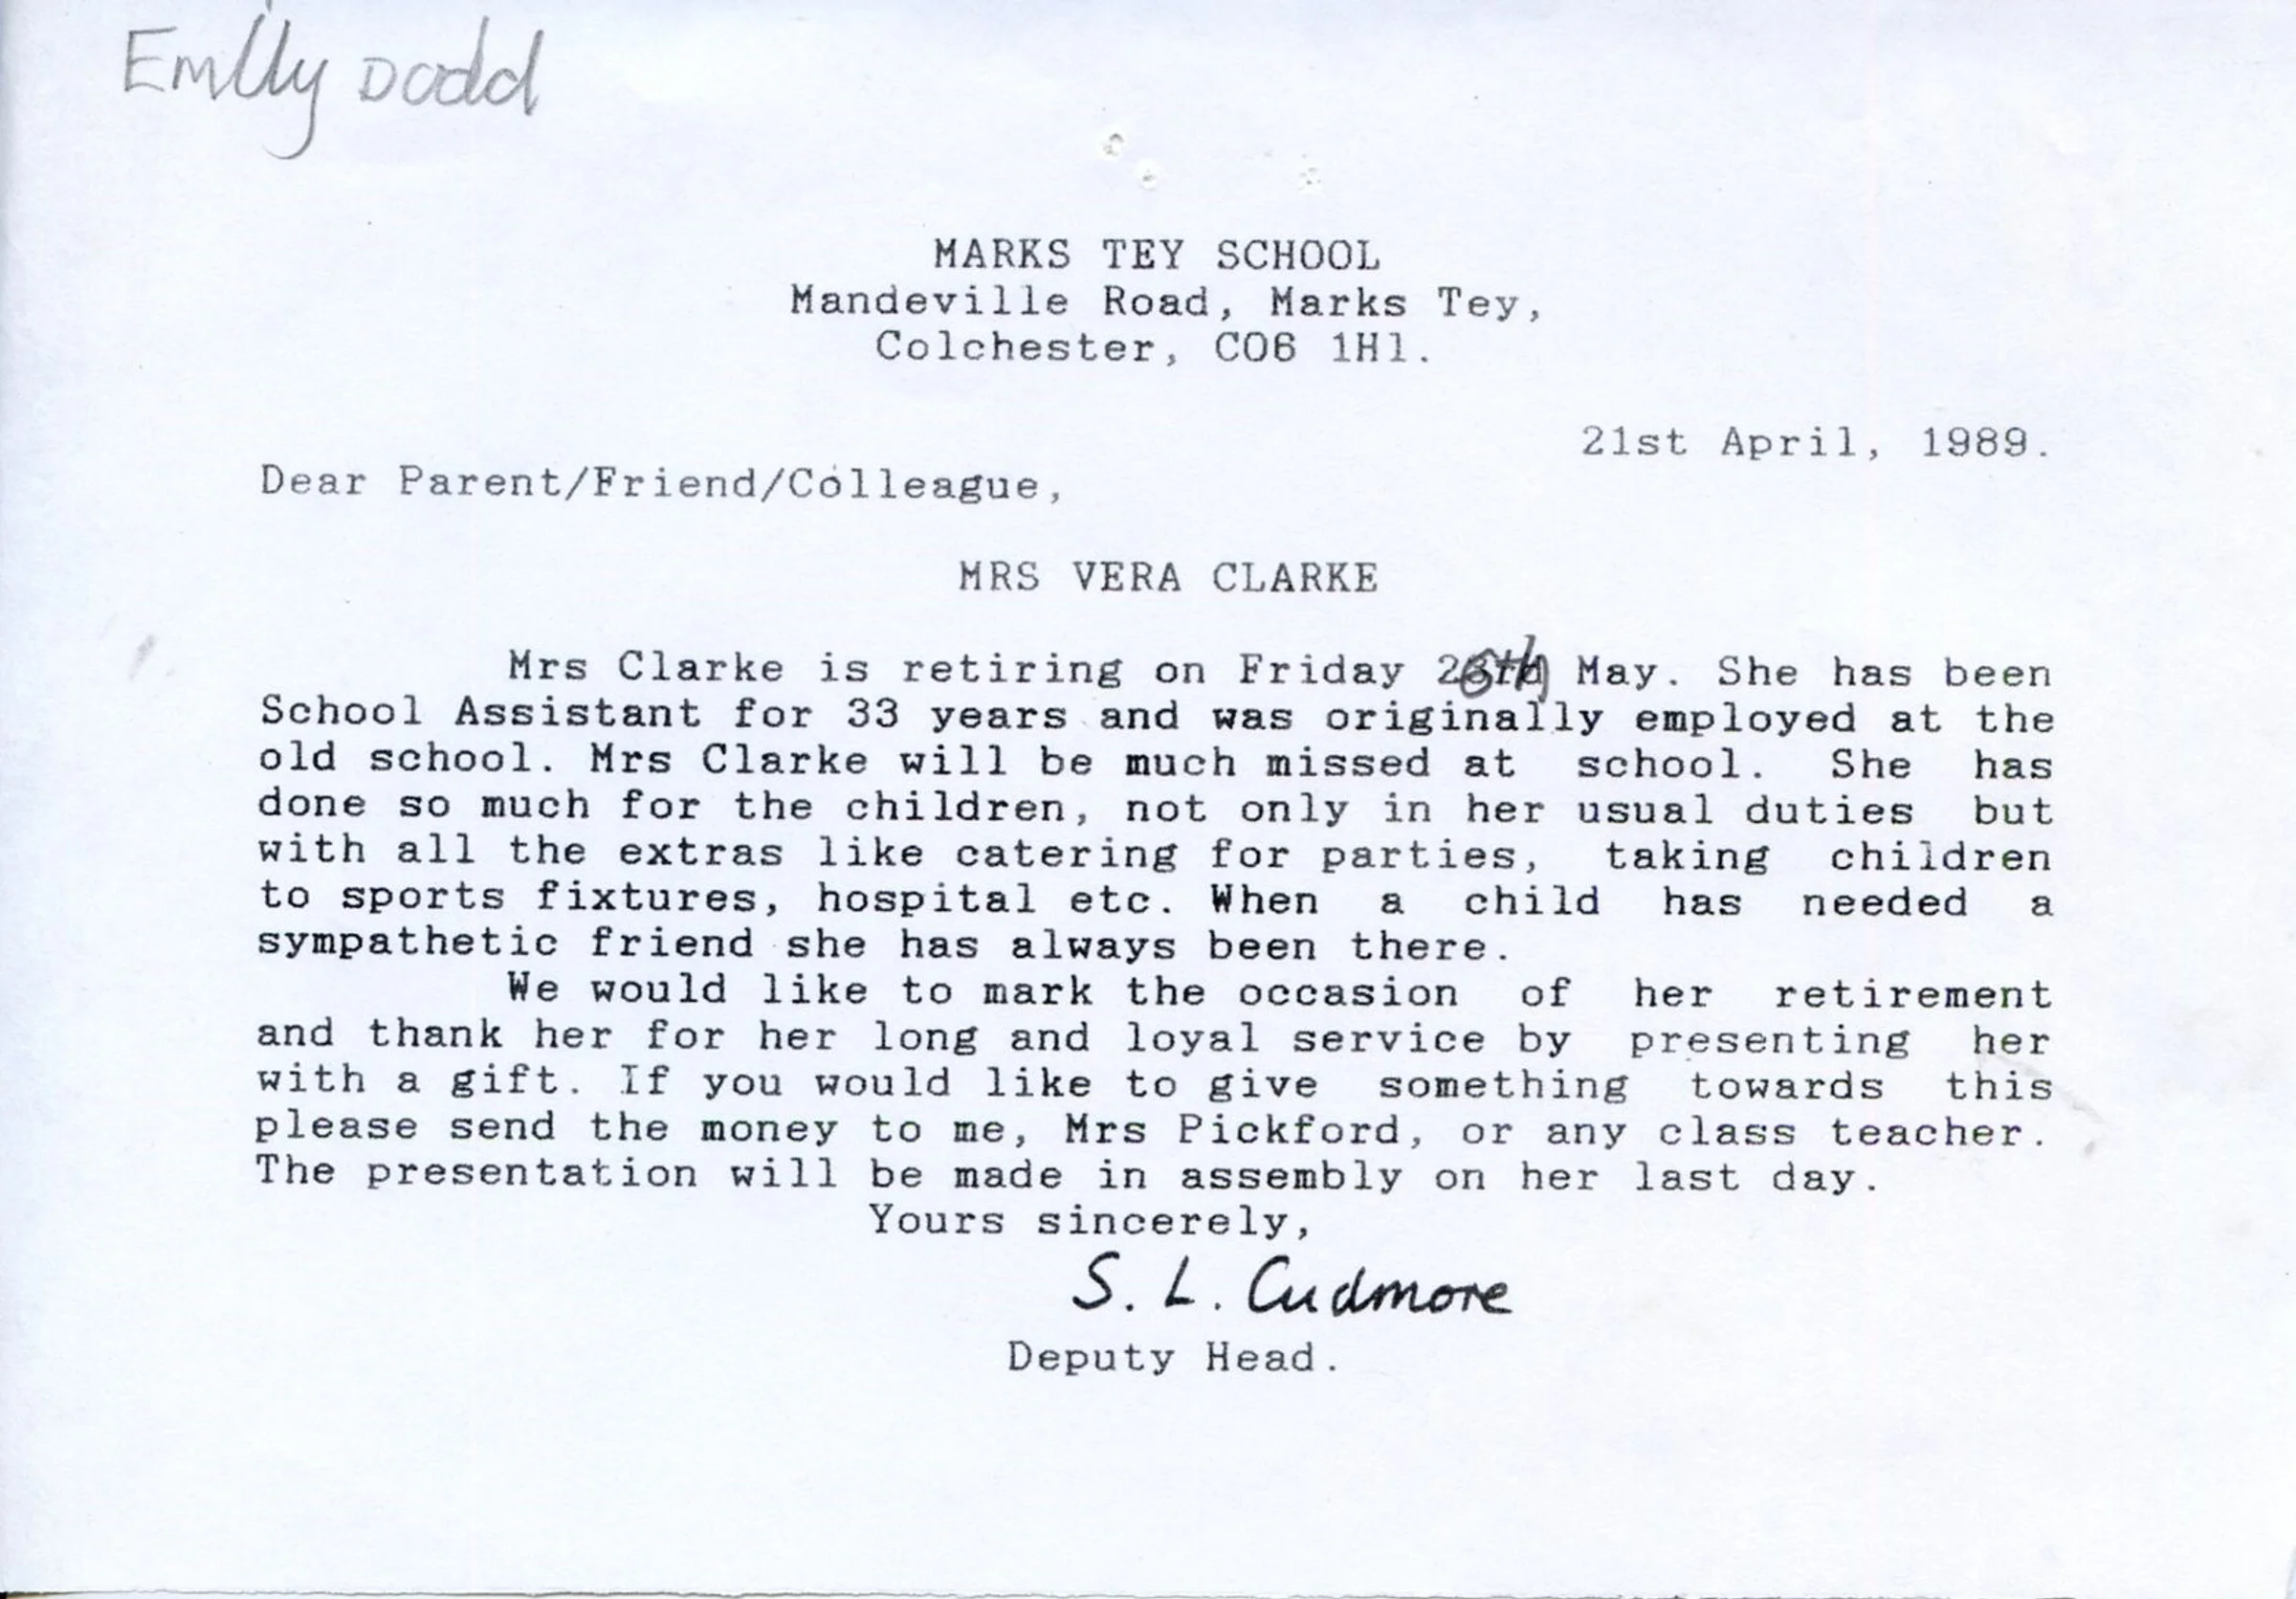 Emily Dodd
MARKS TEY SCHOOL
Mandeville Road, Marks Tey,
Colchester, CO6 1H1.
21st April, 1989.
Dear Parent/Friend/Colleague,
MRS VERA CLARKE
Mrs Clarke is retiring on Friday 26th May. She has been
School Assistant for 33 years and was originally employed at the
old school. Mrs Clarke will be much missed at school. She has
done so much for the children, not only in her usual duties but
with all the extras like catering for parties, taking children
to sports fixtures, hospital etc. When a child has needed a
sympathetic friend she has always been there.
We would like to mark the occasion of her retirement
and thank her for her long and loyal service by presenting her
with a gift. If you would like to give something towards this
please send the money to me, Mrs Pickford, or any class teacher.
The presentation will be made in assembly on her last day.
Yours sincerely,
S. L. Cudmore
Deputy Head.